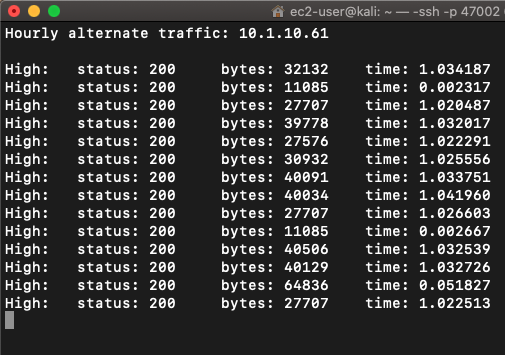 ec2-user@kali: ~ — -ssh -p 47002
Hourly alternate traffic: 10.1.10.61
High: status: 200 bytes: 32132 time: 1.034187
High: status: 200 bytes: 11085 time: 0.002317
High: status: 200 bytes: 27707 time: 1.020487
High: status: 200 bytes: 39778 time: 1.032017
High: status: 200 bytes: 27576 time: 1.022291
High: status: 200 bytes: 30932 time: 1.025556
High: status: 200 bytes: 40091 time: 1.033751
High: status: 200 bytes: 40034 time: 1.041960
High: status: 200 bytes: 27707 time: 1.026603
High: status: 200 bytes: 11085 time: 0.002667
High: status: 200 bytes: 40506 time: 1.032539
High: status: 200 bytes: 40129 time: 1.032726
High: status: 200 bytes: 64836 time: 0.051827
High: status: 200 bytes: 27707 time: 1.022513